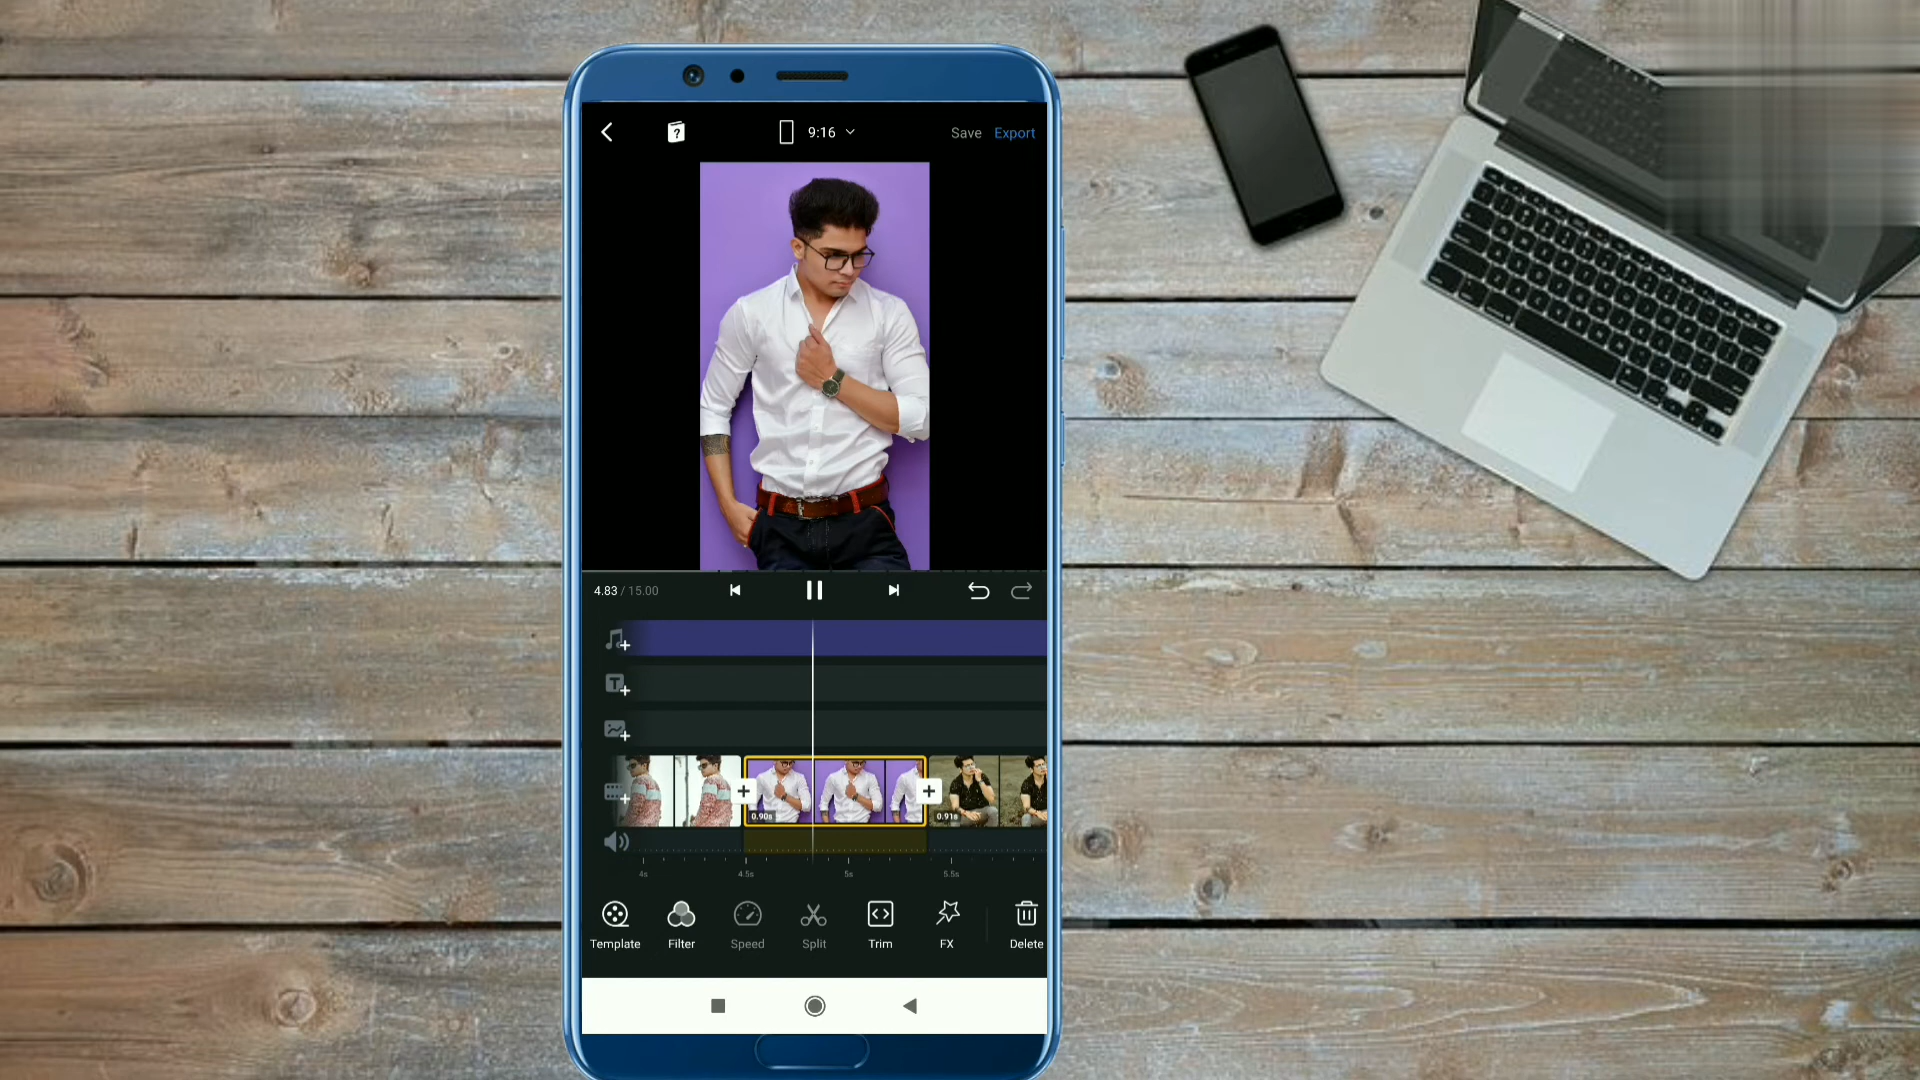 9:16
Save Export
4.83 / 15.00
T
0.90s
0.91s
4s 4.5s 5s 5.5s
Template Filter Speed Split Trim FX Delete